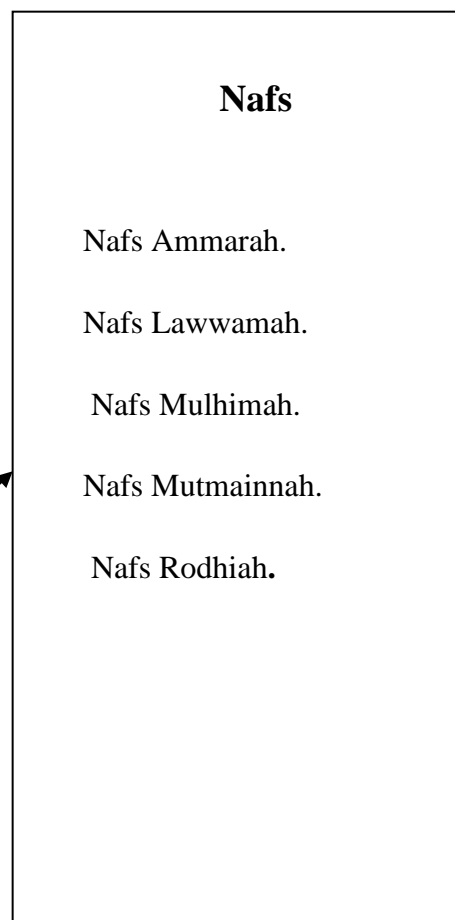 Nafs
Nafs Ammarah.
Nafs Lawwamah.
Nafs Mulhimah.
Nafs Mutmainnah.
Nafs Rodhiah.